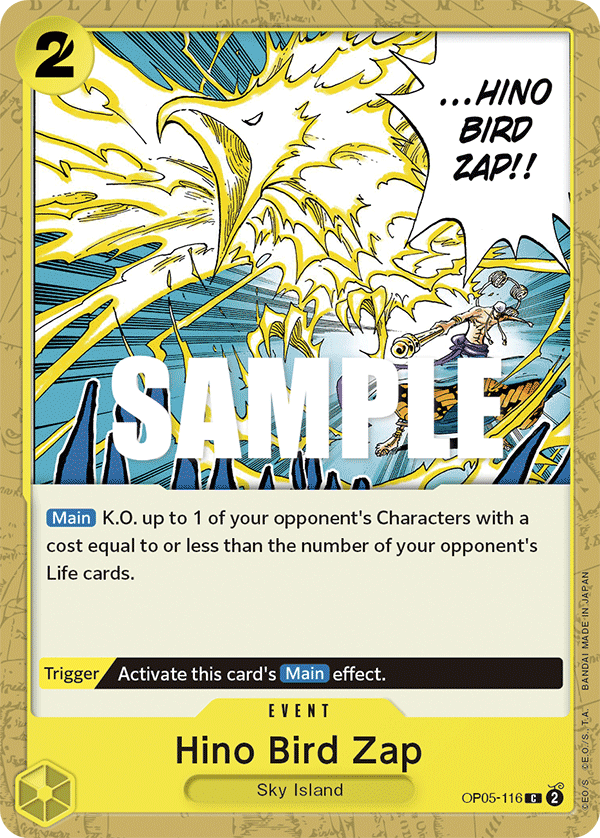 2
...HINO
BIRD
ZAP!!
SAMPLE
Main K.O. up to 1 of your opponent's Characters with a
cost equal to or less than the number of your opponent's
Life cards.
Trigger Activate this card's Main effect.
EVENT
Hino Bird Zap
Sky Island
OP05-116 C 2
©E.O./S. ©E.O./S.,T.A. BANDAI MADE IN JAPAN